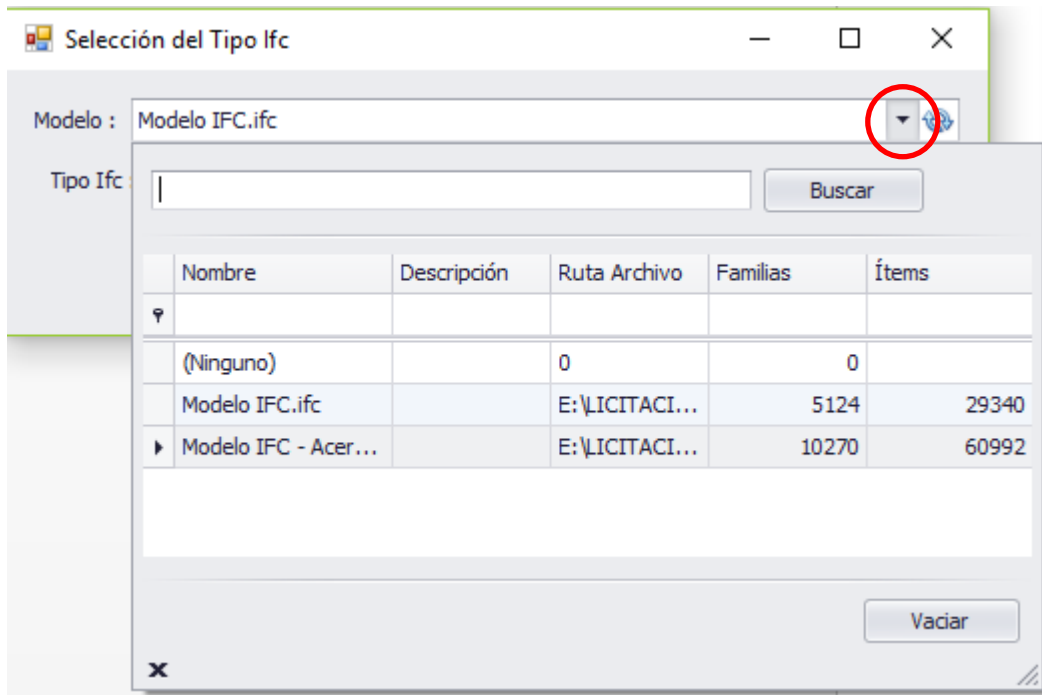 Selección del Tipo Ifc
Modelo : Modelo IFC.ifc
Tipo Ifc :
Buscar
Nombre Descripción Ruta Archivo Familias Ítems
(Ninguno) 0 0
Modelo IFC.ifc E:\LICITACI... 5124 29340
Modelo IFC - Acer... E:\LICITACI... 10270 60992
Vaciar